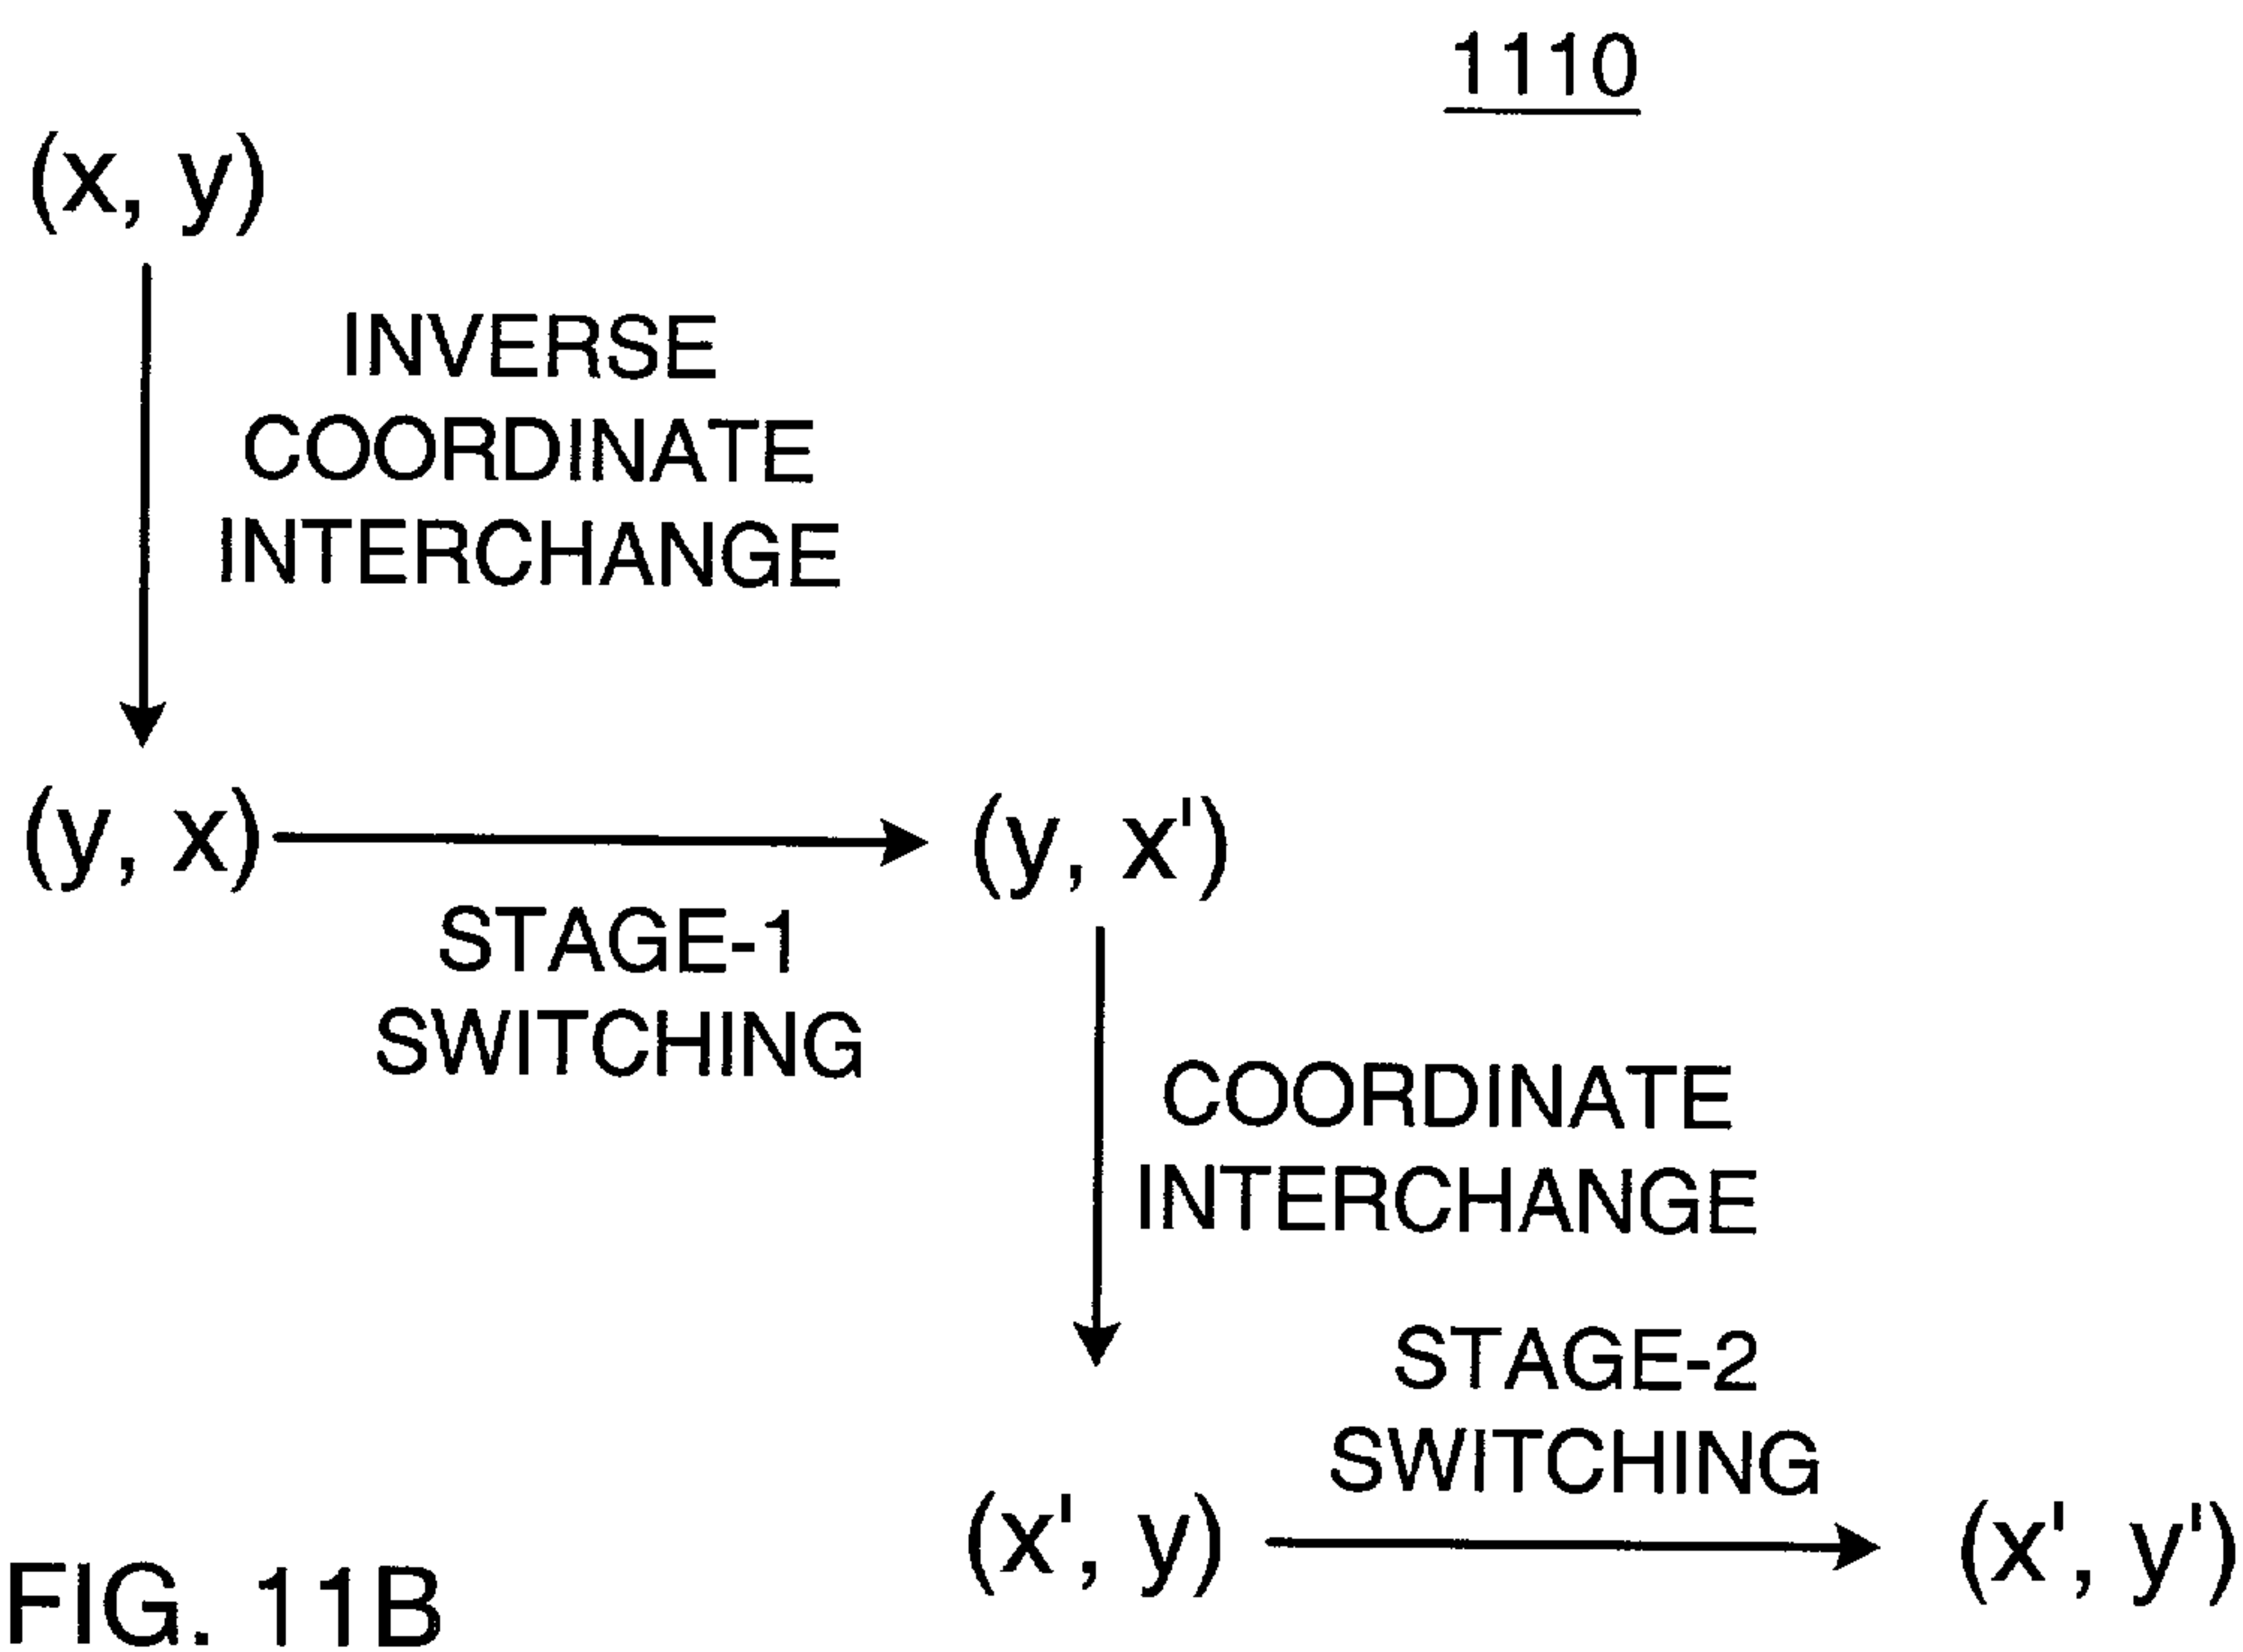 1110
(x, y)
INVERSE
COORDINATE
INTERCHANGE
(y, x)
(y, x')
STAGE-1
SWITCHING
COORDINATE
INTERCHANGE
STAGE-2
SWITCHING
(x', y)
(x', y')
FIG. 11B